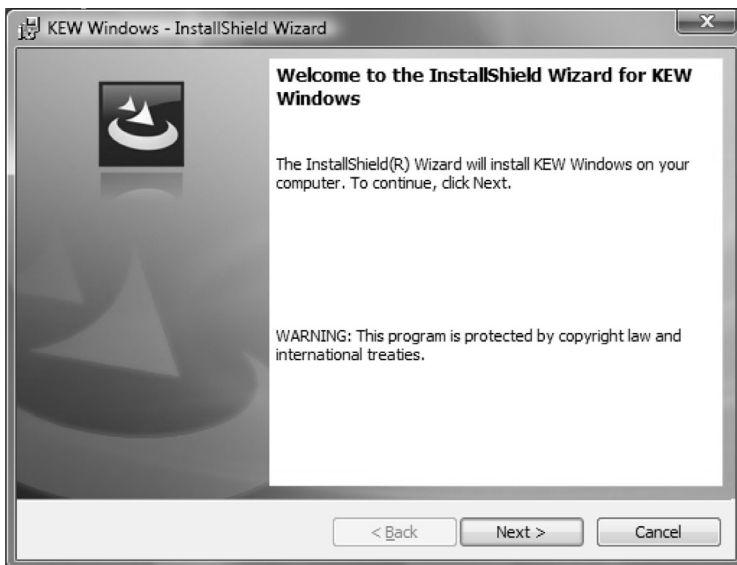 KEW Windows - InstallShield Wizard
X
Welcome to the InstallShield Wizard for KEW
Windows
The InstallShield(R) Wizard will install KEW Windows on your
computer. To continue, click Next.
WARNING: This program is protected by copyright law and
international treaties.
< Back
Next >
Cancel